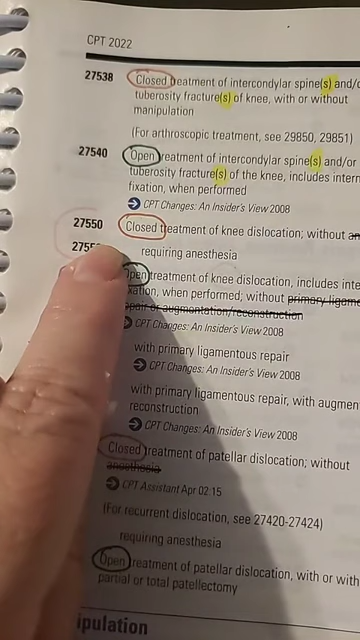 CPT 2022
27538 Closed treatment of intercondylar spine(s) and/o
tuberosity fracture(s) of knee, with or without
manipulation
(For arthroscopic treatment, see 29850, 29851)
27540 Open treatment of intercondylar spine(s) and/or
tuberosity fracture(s) of the knee, includes intern
fixation, when performed
CPT Changes: An Insider's View 2008
27550 Closed treatment of knee dislocation; without an
requiring anesthesia
Open treatment of knee dislocation, includes inte
xation, when performed; without primary ligame
epair or augmentation/reconstruction
CPT Changes: An Insider's View 2008
with primary ligamentous repair
CPT Changes: An Insider's View 2008
with primary ligamentous repair, with augmen
reconstruction
CPT Changes: An Insider's View 2008
Closed treatment of patellar dislocation; without
anesthesia
CPT Assistant Apr 02:15
(For recurrent dislocation, see 27420-27424)
requiring anesthesia
Open treatment of patellar dislocation, with or with
partial or total patellectomy
ipulation